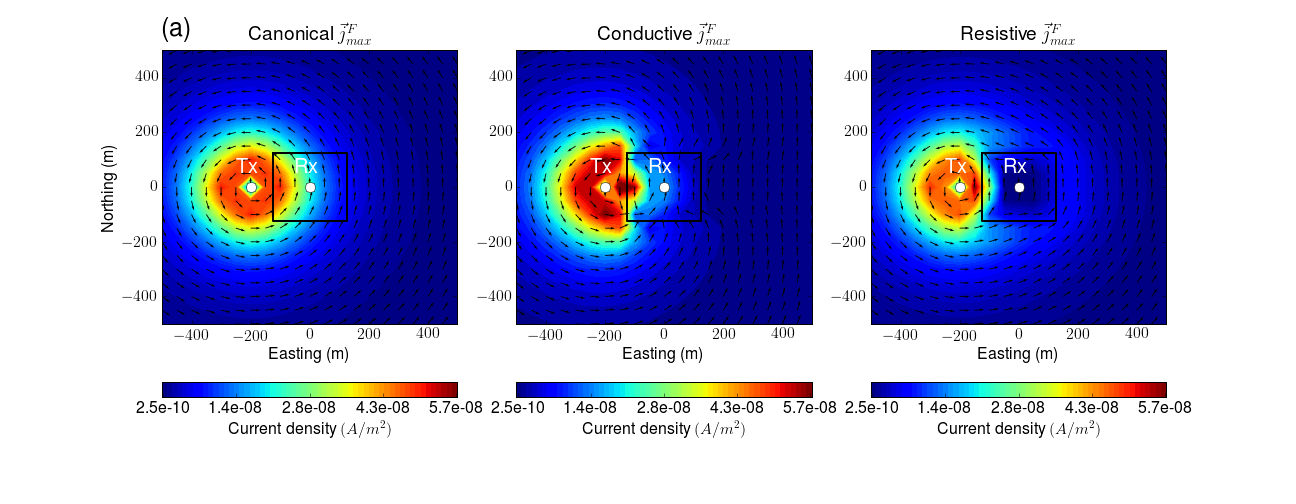 (a)
Canonical $\vec{j}^F_{max}$ Conductive $\vec{j}^F_{max}$ Resistive $\vec{j}^F_{max}$
400 400 400
200 200 200
Tx Rx Tx Rx Tx Rx
0 0 0
−200 −200 −200
−400 −400 −400
Northing (m)
−400 −200 0 200 400 −400 −200 0 200 400 −400 −200 0 200 400
Easting (m) Easting (m) Easting (m)
2.5e-10 1.4e-08 2.8e-08 4.3e-08 5.7e-08 2.5e-10 1.4e-08 2.8e-08 4.3e-08 5.7e-08 2.5e-10 1.4e-08 2.8e-08 4.3e-08 5.7e-08
Current density (A/m²) Current density (A/m²) Current density (A/m²)